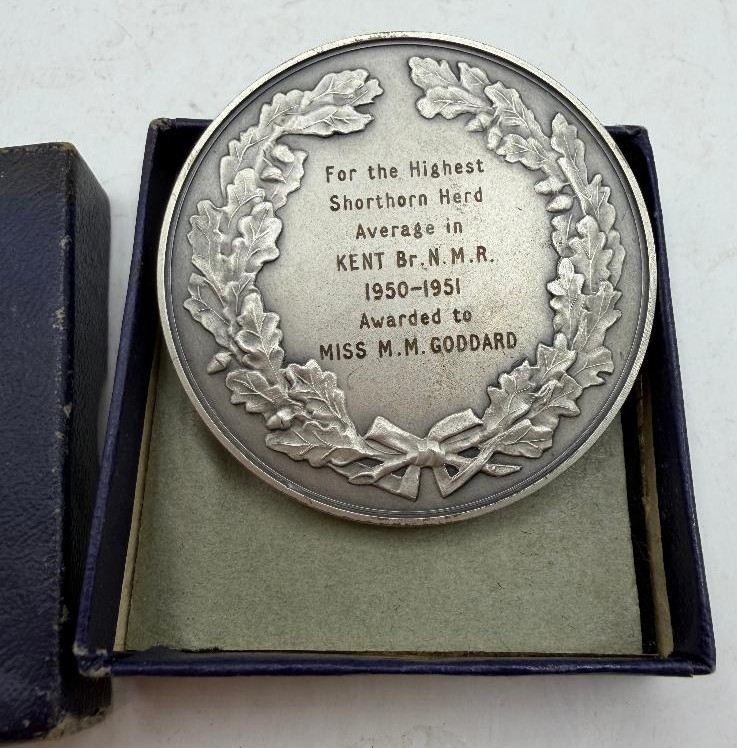 For the Highest
Shorthorn Herd
Average in
KENT Br. N.M.R.
1950-1951
Awarded to
MISS M.M. GODDARD